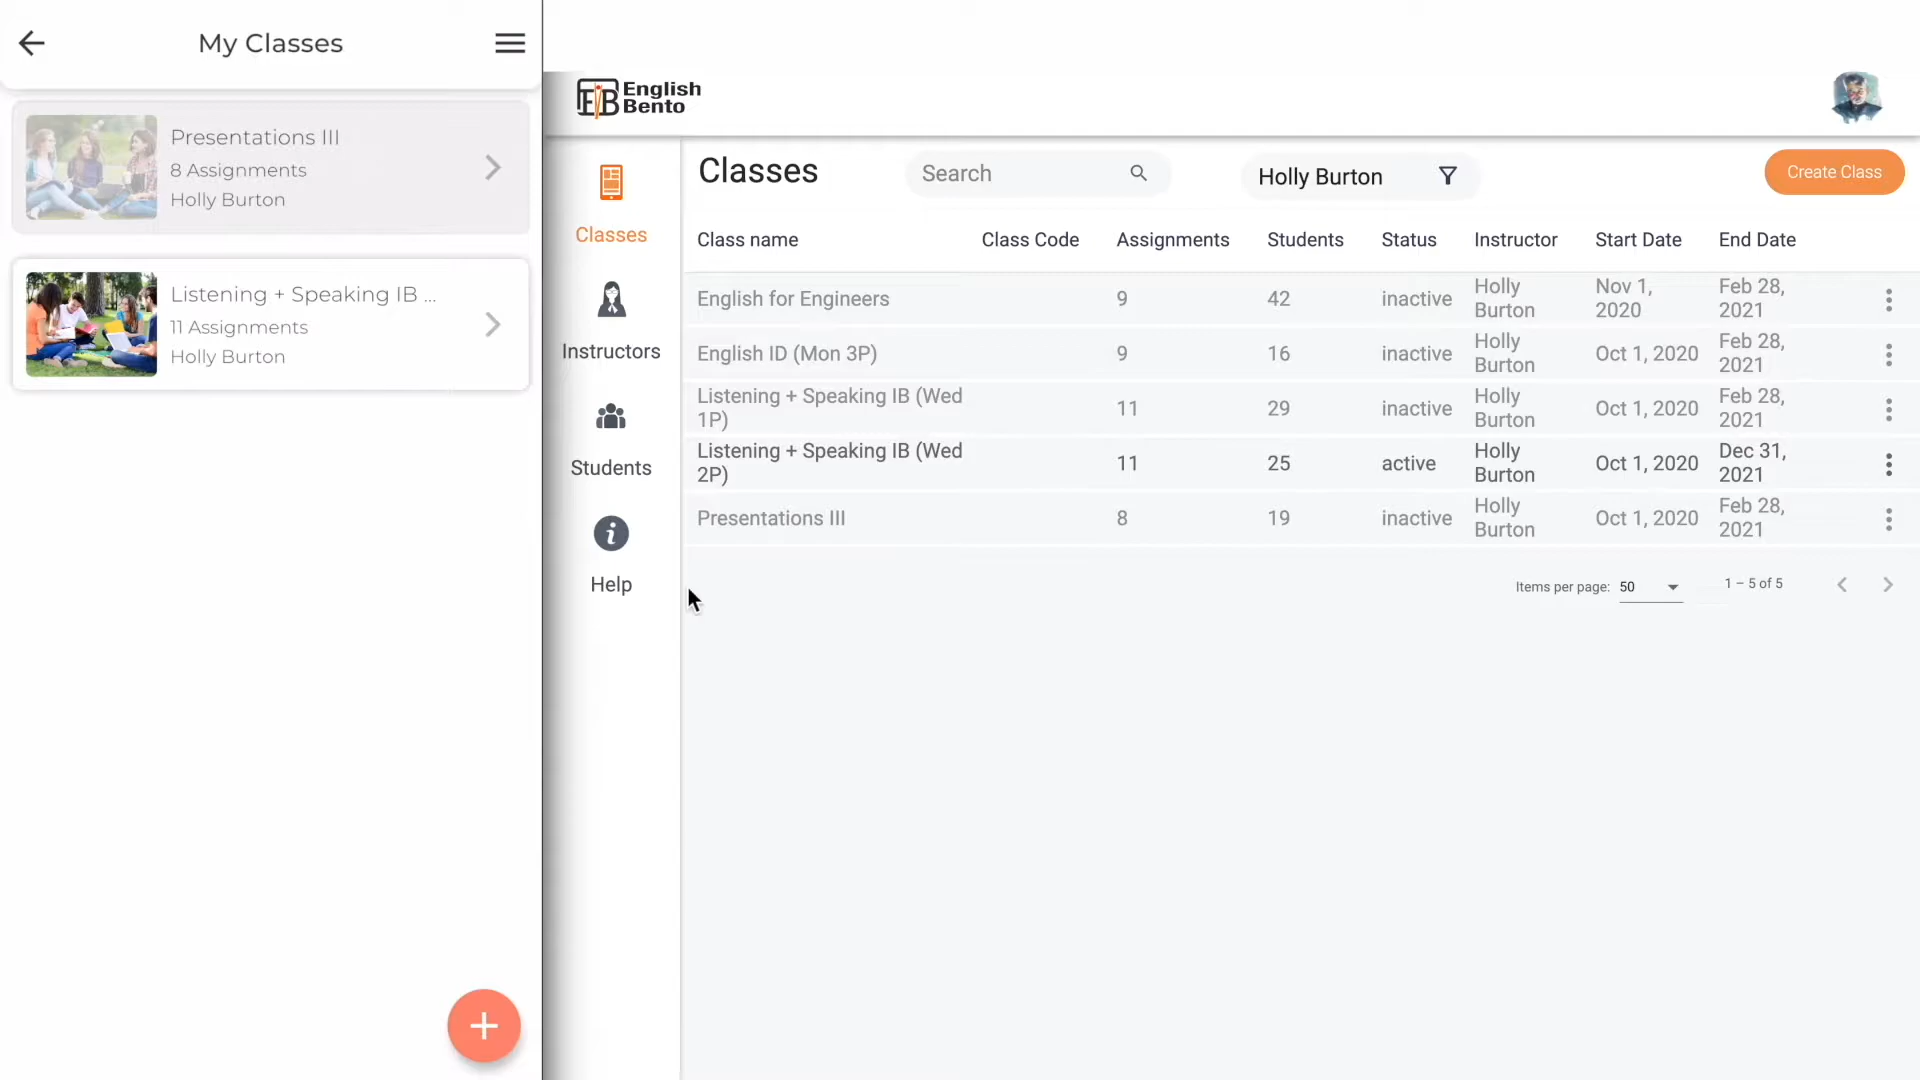 My Classes
Presentations III
8 Assignments
Holly Burton
Listening + Speaking IB ...
11 Assignments
Holly Burton
English
Bento
Classes
Instructors
Students
Help
Classes
Search
Holly Burton
Create Class
Class name Class Code Assignments Students Status Instructor Start Date End Date
English for Engineers 9 42 inactive Holly Burton Nov 1, 2020 Feb 28, 2021
English ID (Mon 3P) 9 16 inactive Holly Burton Oct 1, 2020 Feb 28, 2021
Listening + Speaking IB (Wed 1P) 11 29 inactive Holly Burton Oct 1, 2020 Feb 28, 2021
Listening + Speaking IB (Wed 2P) 11 25 active Holly Burton Oct 1, 2020 Dec 31, 2021
Presentations III 8 19 inactive Holly Burton Oct 1, 2020 Feb 28, 2021
Items per page: 50 1 – 5 of 5